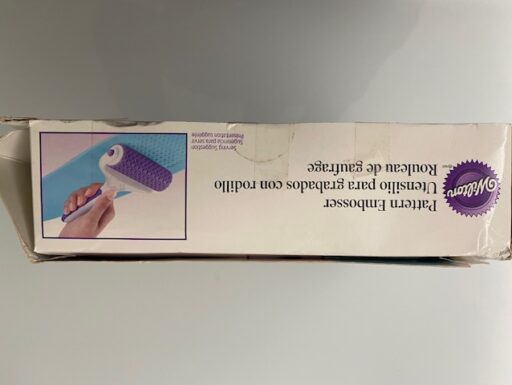 Wilton
Pattern Embosser
Utensilio para grabados con rodillo
Rouleau de gaufrage
Serving Suggestion
Sugerencia para servir
Présentation suggérée